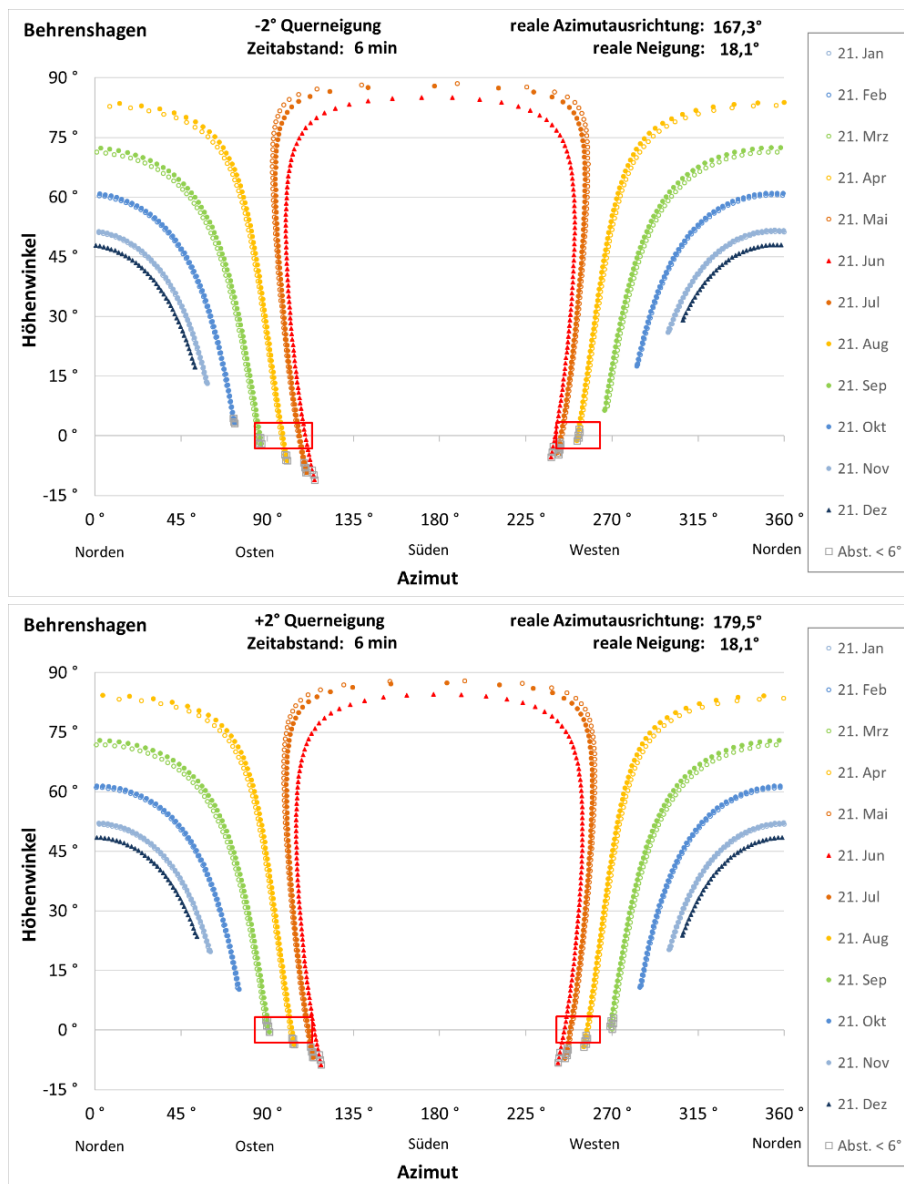 Behrenshagen
-2° Querneigung
Zeitabstand: 6 min
reale Azimutausrichtung: 167,3°
reale Neigung: 18,1°
Höhenwinkel
90 °
75 °
60 °
45 °
30 °
15 °
0 °
-15 °
0 ° 45 ° 90 ° 135 ° 180 ° 225 ° 270 ° 315 ° 360 °
Norden Osten Süden Westen Norden
Azimut
21. Jan
21. Feb
21. Mrz
21. Apr
21. Mai
21. Jun
21. Jul
21. Aug
21. Sep
21. Okt
21. Nov
21. Dez
Abst. < 6°
Behrenshagen
+2° Querneigung
Zeitabstand: 6 min
reale Azimutausrichtung: 179,5°
reale Neigung: 18,1°
Höhenwinkel
90 °
75 °
60 °
45 °
30 °
15 °
0 °
-15 °
0 ° 45 ° 90 ° 135 ° 180 ° 225 ° 270 ° 315 ° 360 °
Norden Osten Süden Westen Norden
Azimut
21. Jan
21. Feb
21. Mrz
21. Apr
21. Mai
21. Jun
21. Jul
21. Aug
21. Sep
21. Okt
21. Nov
21. Dez
Abst. < 6°